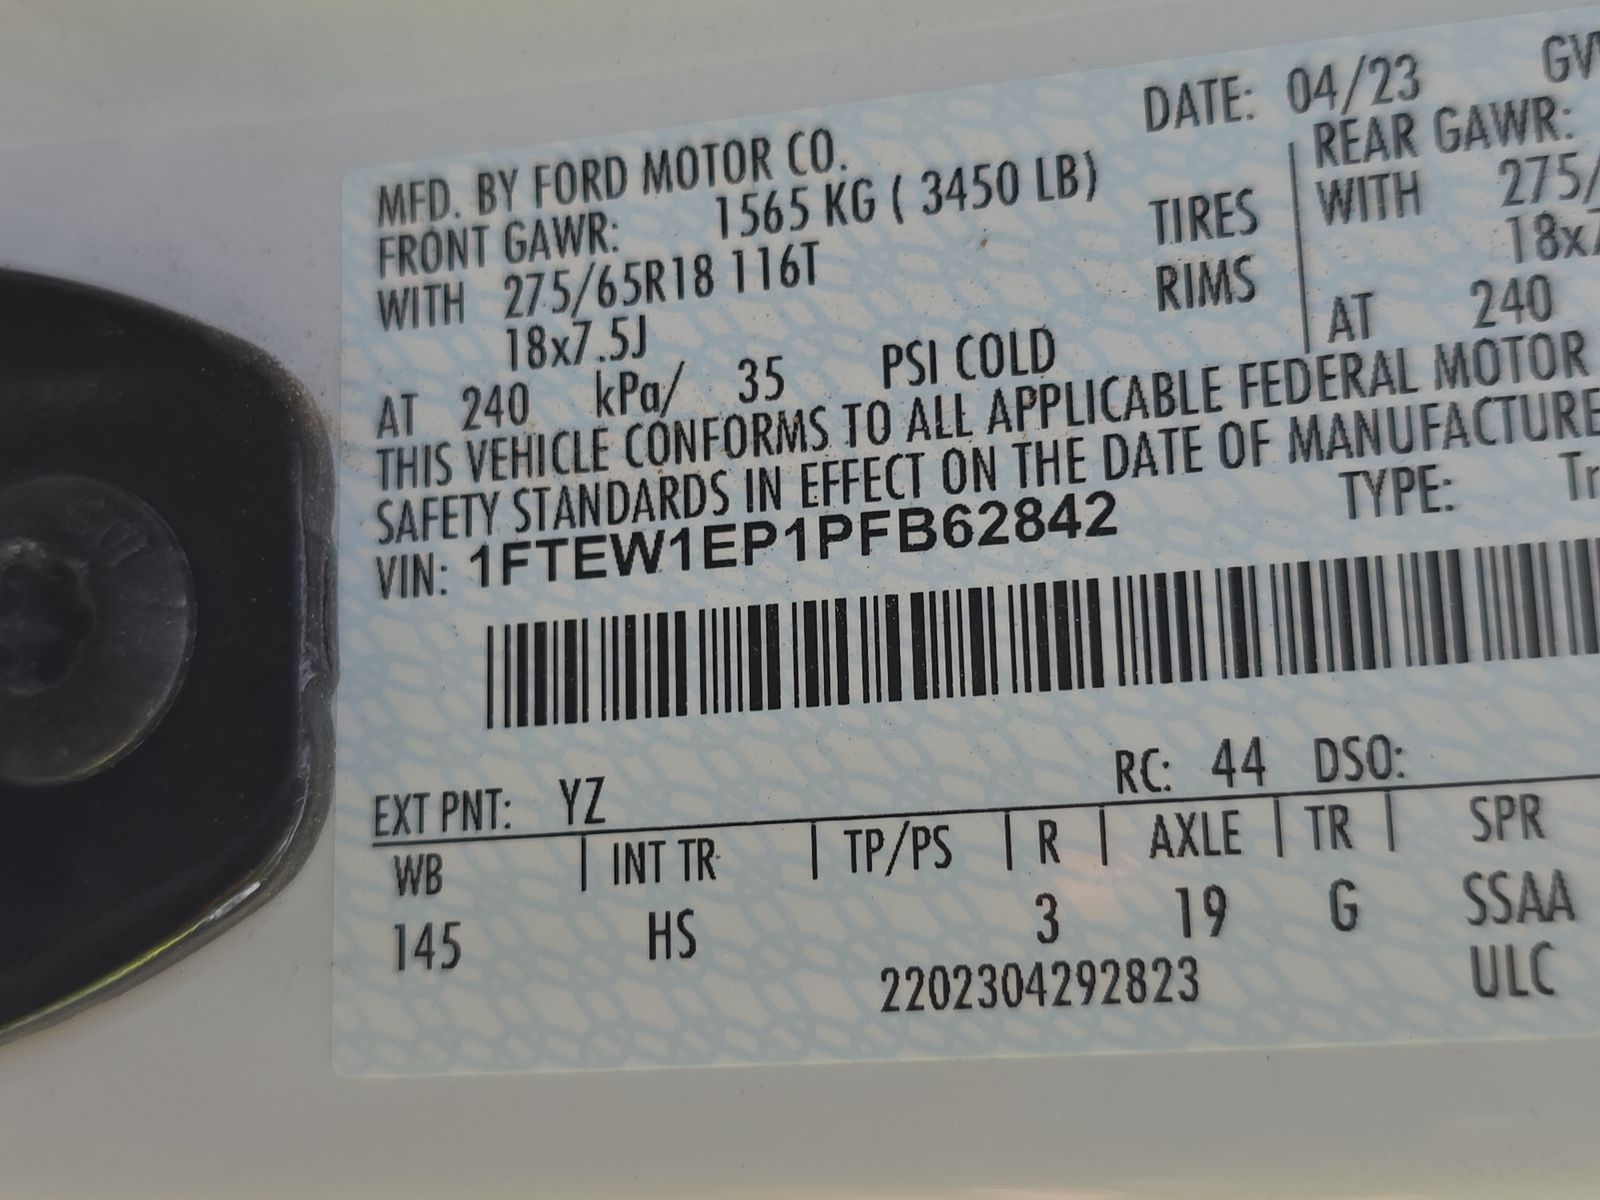 DATE: 04/23
MFD. BY FORD MOTOR CO.
FRONT GAWR: 1565 KG ( 3450 LB) REAR GAWR:
WITH 275/65R18 116T TIRES WITH
18x7.5J RIMS
AT 240 kPa/ 35 PSI COLD AT 240
THIS VEHICLE CONFORMS TO ALL APPLICABLE FEDERAL MOTOR
SAFETY STANDARDS IN EFFECT ON THE DATE OF MANUFACTURE
VIN: 1FTEW1EP1PFB62842 TYPE:
EXT PNT: YZ RC: 44 DSO:
WB | INT TR | TP/PS | R | AXLE | TR | SPR
145 HS 3 19 G SSAA
2202304292823 ULC